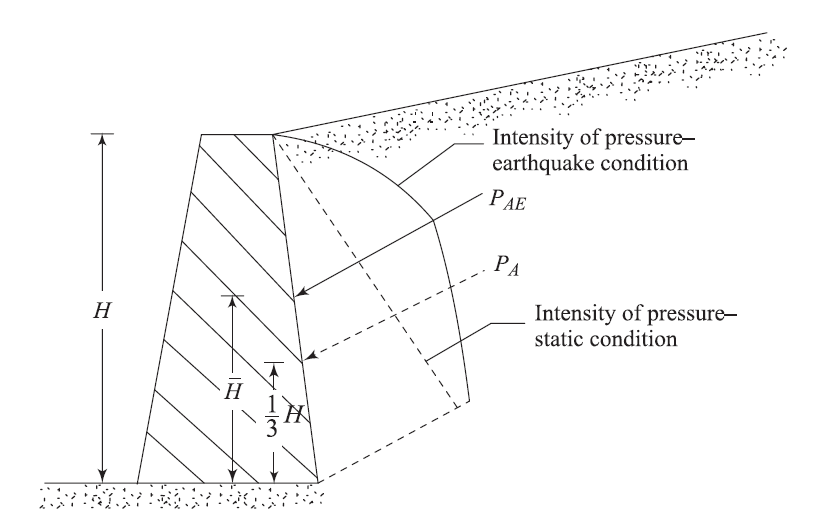 Intensity of pressure–
earthquake condition
P_AE
P_A
H
Intensity of pressure–
static condition
H̄
1/3 H